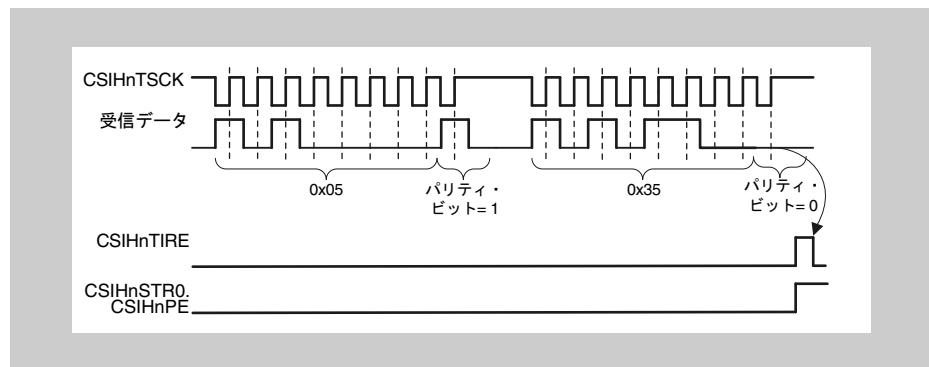 CSIHnTSCK
受信データ
0x05
パリティ・
ビット= 1
0x35
パリティ・
ビット= 0
CSIHnTIRE
CSIHnSTR0.
CSIHnPE